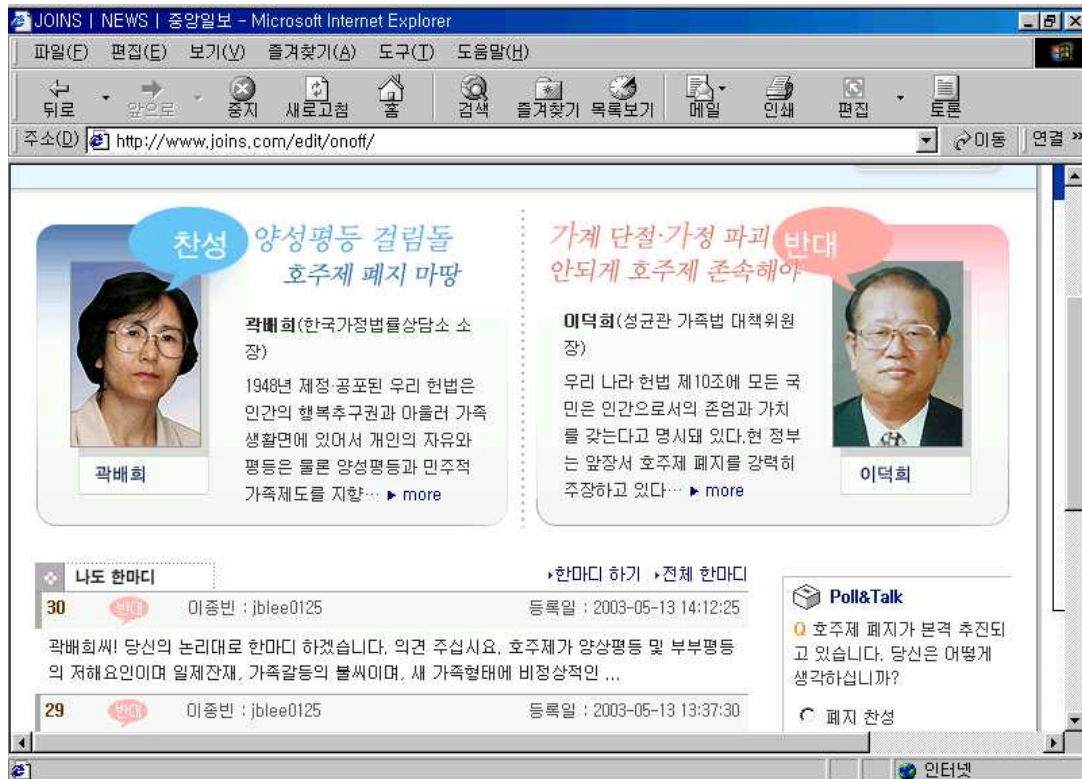 JOINS | NEWS | 중앙일보 - Microsoft Internet Explorer
파일(F) 편집(E) 보기(V) 즐겨찾기(A) 도구(T) 도움말(H)
뒤로 앞으로 중지 새로고침 홈 검색 즐겨찾기 목록보기 메일 인쇄 편집 토론
주소(D) http://www.joins.com/edit/onoff/ 이동 연결 »
찬성
양성평등 걸림돌
호주제 폐지 마땅
곽배희(한국가정법률상담소 소
장)
1948년 제정·공포된 우리 헌법은
인간의 행복추구권과 아울러 가족
생활면에 있어서 개인의 자유와
평등은 물론 양성평등과 민주적
가족제도를 지향… ▶ more
곽배희
가계 단절·가정 파괴
안되게 호주제 존속해야
반대
이덕희(성균관 가족법 대책위원
장)
우리 나라 헌법 제10조에 모든 국
민은 인간으로서의 존엄과 가치
를 갖는다고 명시돼 있다.현 정부
는 앞장서 호주제 폐지를 강력히
주장하고 있다… ▶ more
이덕희
나도 한마디
▸한마디 하기 ▸전체 한마디
30 반대 이종빈 : jblee0125 등록일 : 2003-05-13 14:12:25
곽배희씨! 당신의 논리대로 한마디 하겠습니다. 의견 주십시요. 호주제가 양상평등 및 부부평등
의 저해요인이며 일제잔재, 가족갈등의 불씨이며, 새 가족형태에 비정상적인 ...
29 반대 이종빈 : jblee0125 등록일 : 2003-05-13 13:37:30
Poll&Talk
Q 호주제 폐지가 본격 추진되
고 있습니다. 당신은 어떻게
생각하십니까?
폐지 찬성
인터넷